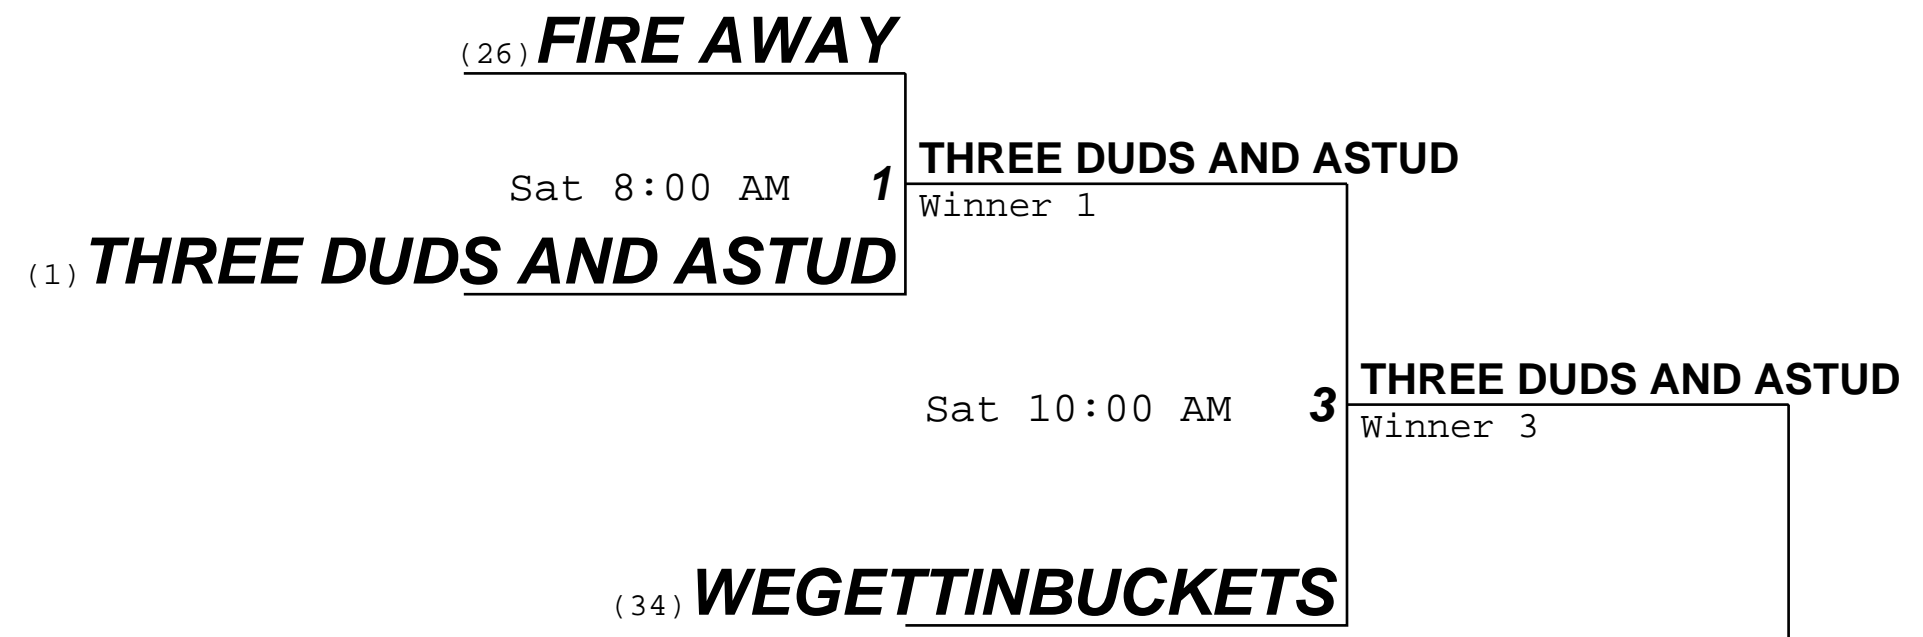 (26) FIRE AWAY
THREE DUDS AND ASTUD
Sat 8:00 AM 1
Winner 1
(1) THREE DUDS AND ASTUD
THREE DUDS AND ASTUD
Sat 10:00 AM 3
Winner 3
(34) WEGETTINBUCKETS